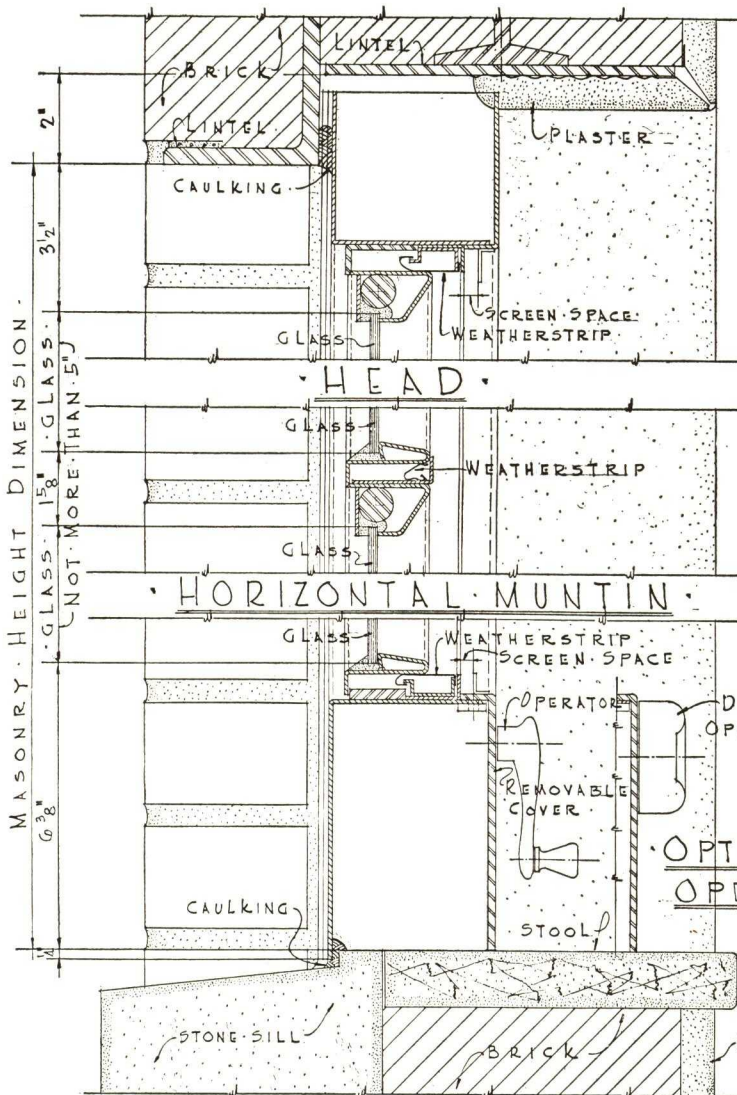 LINTEL
BRICK
2"
LINTEL
PLASTER
CAULKING
3½"
SCREEN·SPACE·
WEATHERSTRIP
GLASS
·HEAD·
GLASS
WEATHERSTRIP
MASONRY·HEIGHT DIMENSION·
·GLASS·
NOT·MORE·THAN·5"
1⅝"
·GLASS·
GLASS
·HORIZONTAL·MUNTIN·
GLASS
WEATHERSTRIP
SCREEN·SPACE
OPERATOR
D
OP
REMOVABLE
COVER
6⅜"
·OPT
OPE
CAULKING
STOOL
¼"
STONE·SILL
BRICK